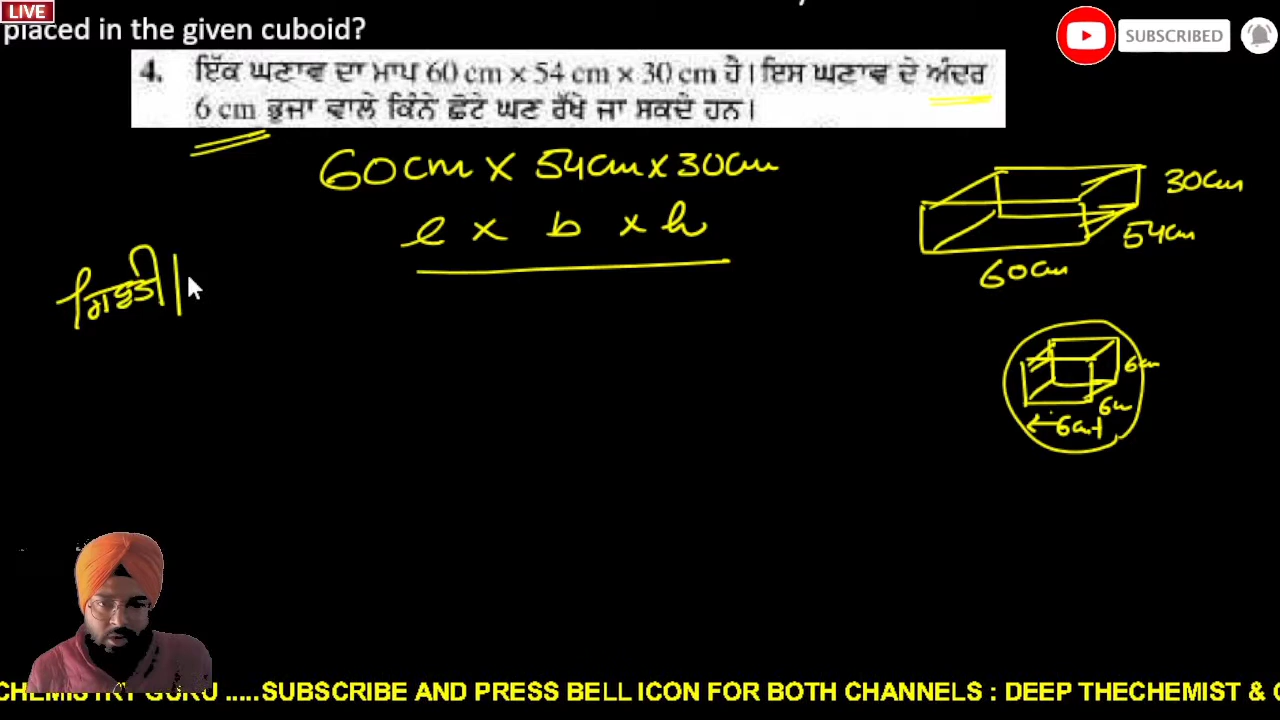 LIVE
placed in the given cuboid?
SUBSCRIBED
4. ਇੱਕ ਘਣਾਵ ਦਾ ਮਾਪ 60 cm × 54 cm × 30 cm ਹੈ। ਇਸ ਘਣਾਵ ਦੇ ਅੰਦਰ
6 cm ਭੁਜਾ ਵਾਲੇ ਕਿੰਨੇ ਛੋਟੇ ਘਣ ਰੱਖੇ ਜਾ ਸਕਦੇ ਹਨ।
60cm × 54cm × 30cm
l × b × h
30cm
54cm
60cm
ਗਿਣਤੀ
6cm
6cm
6cm
CHEMISTRY GURU .....SUBSCRIBE AND PRESS BELL ICON FOR BOTH CHANNELS : DEEP THECHEMIST &